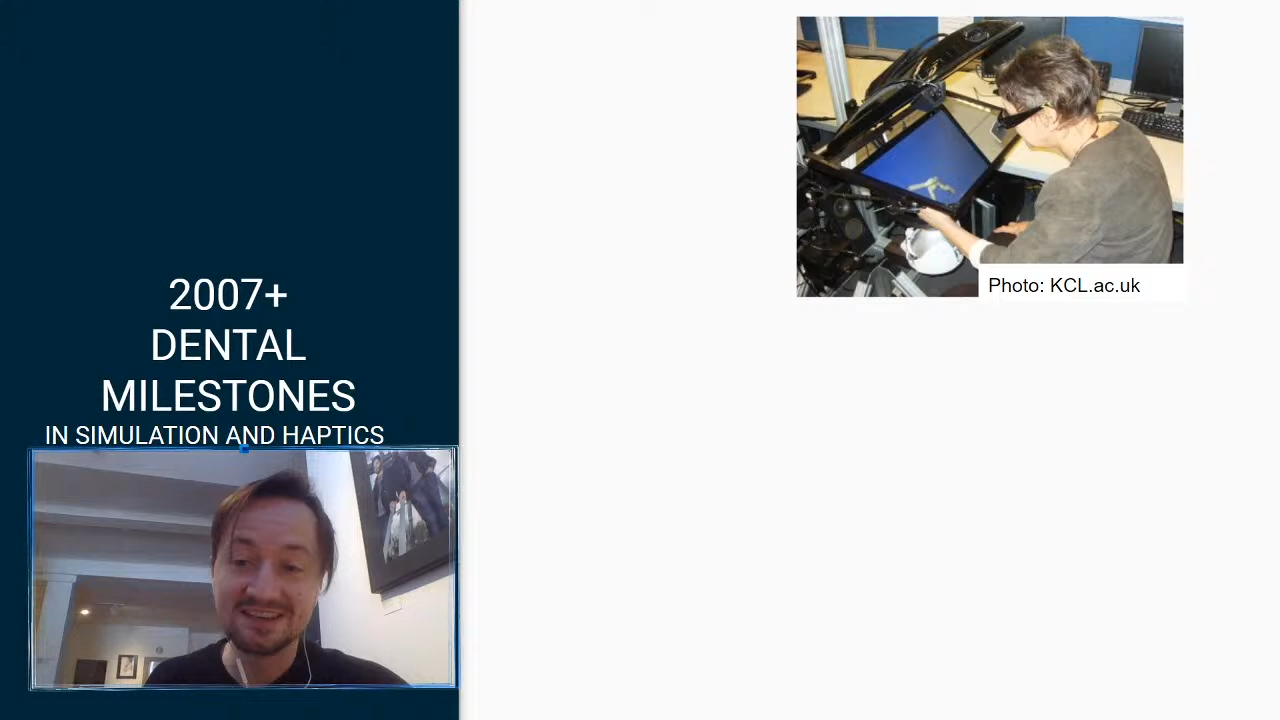 2007+
DENTAL
MILESTONES
IN SIMULATION AND HAPTICS
Photo: KCL.ac.uk